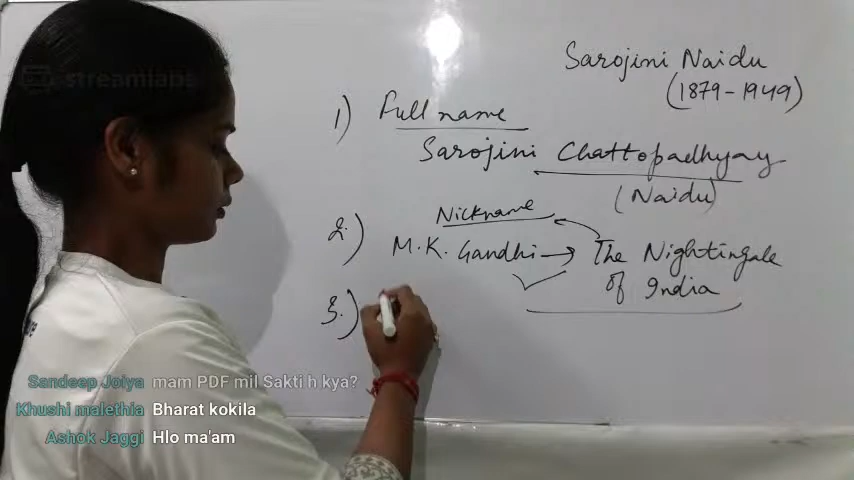 streamlabs
Sarojini Naidu
(1879-1949)
1) Full name
Sarojini Chattopadhyay
(Naidu)
Nickname
2.) M.K. Gandhi → The Nightingale
of India
3.)
Sandeep Joiya mam PDF mil Sakti h kya?
Khushi malethia Bharat kokila
Ashok Jaggi Hlo ma'am